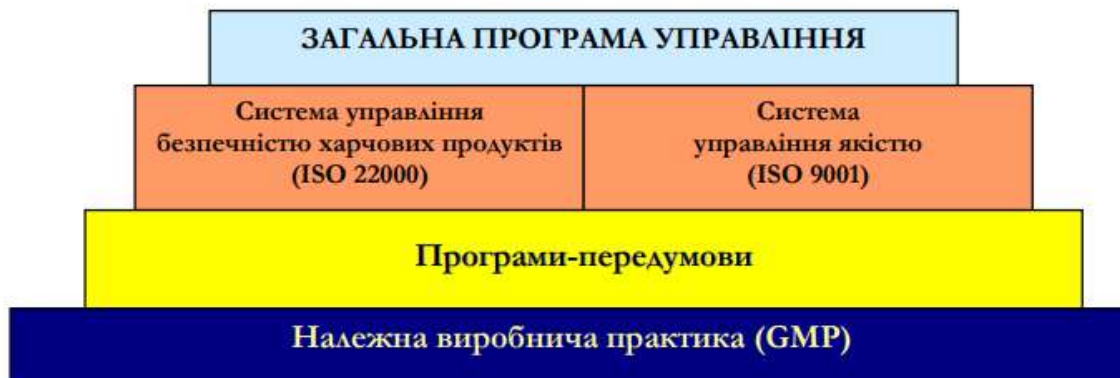 ЗАГАЛЬНА ПРОГРАМА УПРАВЛІННЯ
Система управління
безпечністю харчових продуктів
(ISO 22000)
Система
управління якістю
(ISO 9001)
Програми-передумови
Належна виробнича практика (GMP)